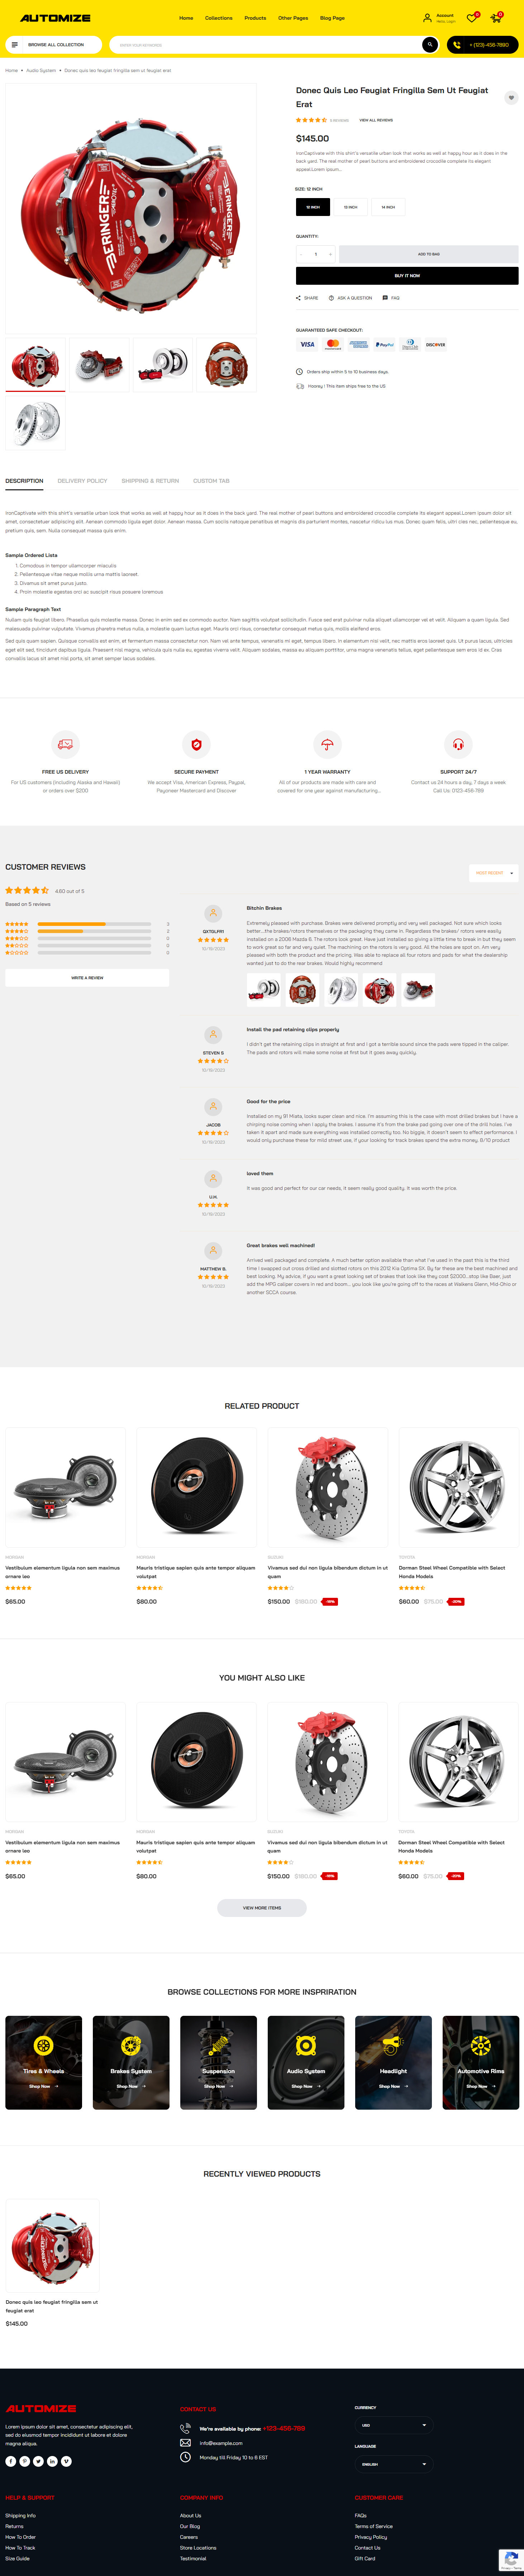 AUTOMIZE
Home
Collections
Products
Other Pages
Blog Page
Account
Hello, Login
0
0
BROWSE ALL COLLECTION
ENTER YOUR KEYWORDS
+ (123)-456-7890
Home • Audio System • Donec quis leo feugiat fringilla sem ut feugiat erat
Donec Quis Leo Feugiat Fringilla Sem Ut Feugiat
Erat
5 REVIEWS
VIEW ALL REVIEWS
$145.00
IronCaptivate with this shirt's versatile urban look that works as well at happy hour as it does in the
back yard. The real mother of pearl buttons and embroidered crocodile complete its elegant
appeal.Lorem ipsum...
SIZE: 12 INCH
12 INCH
13 INCH
14 INCH
QUANTITY:
- 1 +
ADD TO BAG
BUY IT NOW
SHARE
ASK A QUESTION
FAQ
GUARANTEED SAFE CHECKOUT:
VISA
mastercard
AMERICAN EXPRESS
PayPal
Diners Club
DISCOVER
Orders ship within 5 to 10 business days.
Hooray ! This item ships free to the US
DESCRIPTION
DELIVERY POLICY
SHIPPING & RETURN
CUSTOM TAB
IronCaptivate with this shirt's versatile urban look that works as well at happy hour as it does in the back yard. The real mother of pearl buttons and embroidered crocodile complete its elegant appeal.Lorem ipsum dolor sit
amet, consectetuer adipiscing elit. Aenean commodo ligula eget dolor. Aenean massa. Cum sociis natoque penatibus et magnis dis parturient montes, nascetur ridiculus mus. Donec quam felis, ultricies nec, pellentesque eu,
pretium quis, sem. Nulla consequat massa quis enim.
Sample Ordered Lista
1. Comodous in tempor ullamcorper miaculis
2. Pellentesque vitae neque mollis urna mattis laoreet.
3. Divamus sit amet purus justo.
4. Proin molestie egestas orci ac suscipit risus posuere loremous
Sample Paragraph Text
Nullam quis feugiat libero. Phasellus quis molestie massa. Donec in enim sed ex commodo auctor. Nam sagittis volutpat sollicitudin. Fusce sed est pulvinar nulla aliquet ullamcorper vel et velit. Aliquam a quam ligula. Sed
malesuada pulvinar vulputate. Vivamus pharetra metus nulla, a molestie lectus eget. Mauris orci risus, consectetur consequat metus quis, mollis eleifend eros.
Sed quis quam sapien. Quisque convallis est enim, et fermentum massa consectetur non. Nam vel ante tempus, venenatis mi eget, tempus libero. In elementum nisl velit, nec mattis eros laoreet quis. Ut purus lacus, ultricies
vel elit sed, tincidunt dapibus ligula. Praesent nisl magna, vehicula quis nulla eu, egestas viverra velit. Aliquam sodales, massa eu aliquam porttitor, urna magna venenatis tellus, eget pellentesque sem eros id ex. Cras
convallis lacus sit amet nisl porta, sit amet semper lacus sodales.
FREE US DELIVERY
For US customers (including Alaska and Hawaii)
or orders over $200
SECURE PAYMENT
We accept Visa, American Express, Paypal,
Payoneer Mastercard and Discover
1 YEAR WARRANTY
All of our products are made with care and
covered for one year against manufacturing...
SUPPORT 24/7
Contact us 24 hours a day, 7 days a week
Call Us: 0123-456-789
CUSTOMER REVIEWS
MOST RECENT
4.60 out of 5
Based on 5 reviews
3
2
0
0
0
WRITE A REVIEW
QXTGLPR1
10/10/2023
Bitchin Brakes
Extremely pleased with purchase. Brakes were delivered promptly and very well packaged. Not sure which looks
better... the brakes/rotors themselves or the packaging they came in. Regardless these brakes/ rotors were
installed on a 2006 Mazda 6. The rotors look great. Have just installed so I am giving it a little time to break in but they
seem to work great. The machining on the rotors is very good. All the holes and slots are spot on. Am very well
pleased with the product and the pricing was excellent. Was able to replace all 4 corners for less than what the dealer
wanted just to do the rear brakes. Would highly recommend
STEVEN S
10/10/2023
Install the pad retaining clips properly
I didn't get the retaining clips in straight at first and I got a terrible sound since the pads were tipped in the caliper.
The pads and rotors will make some noise at first but it goes away quickly..
JACOB
10/10/2023
Good for the price
Installed on my 91 Miata, looks super clean and nice. I'm assuming this is the case with most drilled brakes but I have a
choping noise coming when I apply the brakes. I assume it's from the brake pad going over one of the drill holes, I've
taken it apart and made sure everything was installed correctly too. No biggie, it doesn't seem to effect performance. I
would only purchase these for mild street use, if your looking for track brakes spend the extra money. 8/10 product
U.H.
10/10/2023
loved them
It was good and perfect for our car needs, it seem really good quality. It was worth the price.
MATTHEW B.
10/10/2023
Great brakes well machined!
Arrived well packaged and complete. A much better option available than what I've used in the past this is the third
time I swapped out cross drilled and slotted rotors on this 2012 Kia Optima SX. By far these are the best machined and
looking. My advice, if you want a great looking set of brakes that look like they cost $2000...stop like Baer, just
add the MPG caliper covers in red and boom... you look like you're going off to the races at Watkens Glenn, Mid-Ohio or
another SCCA course.
RELATED PRODUCT
MORGAN
Vestibulum elementum ligula non sem maximus
ornare leo
$65.00
MORGAN
Mauris tristique sapien quis ante tempor aliquam
volutpat
$80.00
SUZUKI
Vivamus sed dui non ligula bibendum dictum in ut
quam
$150.00 $180.00 -16%
TOYOTA
Dorman Steel Wheel Compatible with Select
Honda Models
$60.00 $75.00 -20%
YOU MIGHT ALSO LIKE
MORGAN
Vestibulum elementum ligula non sem maximus
ornare leo
$65.00
MORGAN
Mauris tristique sapien quis ante tempor aliquam
volutpat
$80.00
SUZUKI
Vivamus sed dui non ligula bibendum dictum in ut
quam
$150.00 $180.00 -16%
TOYOTA
Dorman Steel Wheel Compatible with Select
Honda Models
$60.00 $75.00 -20%
VIEW MORE ITEMS
BROWSE COLLECTIONS FOR MORE INSPRIRATION
Tires & Wheels
Shop Now
Brakes System
Shop Now
Suspension
Shop Now
Audio System
Shop Now
Headlight
Shop Now
Automotive Rims
Shop Now
RECENTLY VIEWED PRODUCTS
Donec quis leo feugiat fringilla sem ut
feugiat erat
$145.00
AUTOMIZE
Lorem ipsum dolor sit amet, consectetur adipiscing elit,
sed do eiusmod tempor incididunt ut labore et dolore
magna aliqua.
CONTACT US
We're available by phone: +123-456-789
info@example.com
Monday till Friday 10 to 6 EST
CURRENCY
USD
LANGUAGE
ENGLISH
HELP & SUPPORT
Shipping Info
Returns
How To Order
How To Track
Size Guide
COMPANY INFO
About Us
Our Blog
Careers
Store Locations
Testimonial
CUSTOMER CARE
FAQs
Terms of Service
Privacy Policy
Contact Us
Gift Card
Privacy - Terms